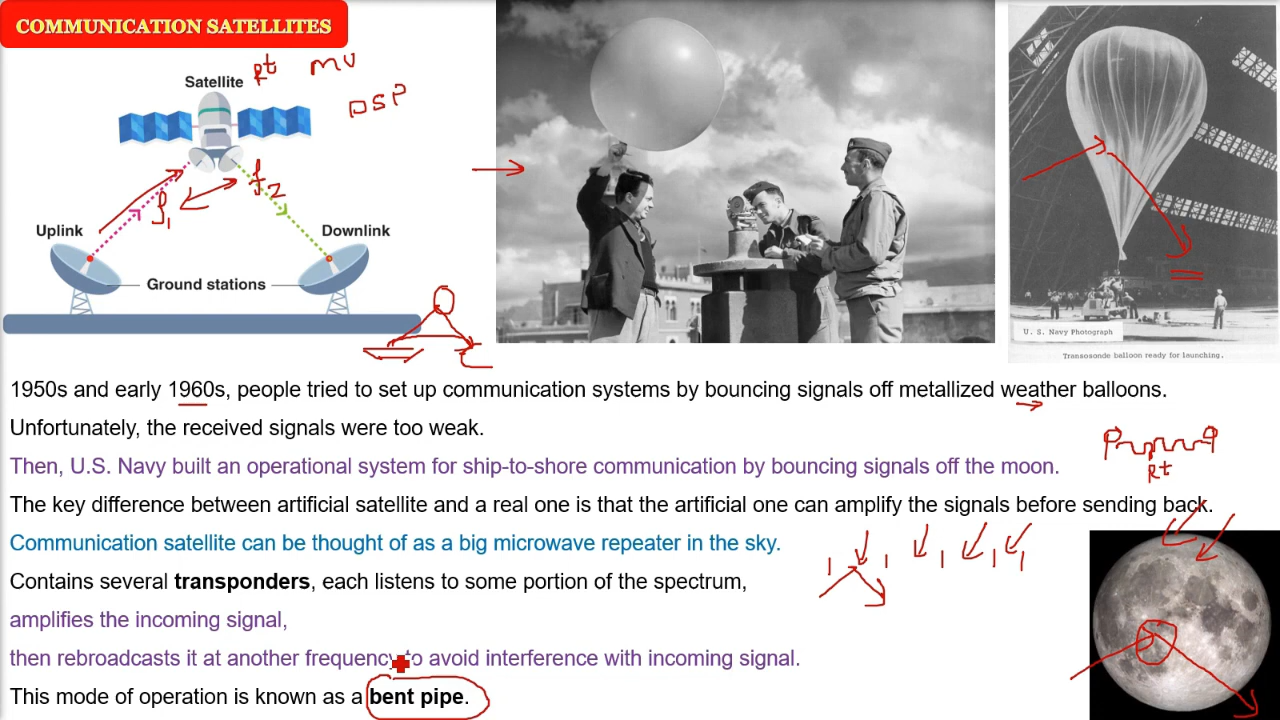 COMMUNICATION SATELLITES
Satellite
Rt
MU
DSP
f1
f2
Uplink
Downlink
Ground stations
U. S. Navy Photograph
Transosonde balloon ready for launching.
1950s and early 1960s, people tried to set up communication systems by bouncing signals off metallized weather balloons.
Unfortunately, the received signals were too weak.
Then, U.S. Navy built an operational system for ship-to-shore communication by bouncing signals off the moon.
Rt
The key difference between artificial satellite and a real one is that the artificial one can amplify the signals before sending back.
Communication satellite can be thought of as a big microwave repeater in the sky.
Contains several transponders, each listens to some portion of the spectrum,
amplifies the incoming signal,
then rebroadcasts it at another frequency to avoid interference with incoming signal.
This mode of operation is known as a bent pipe.